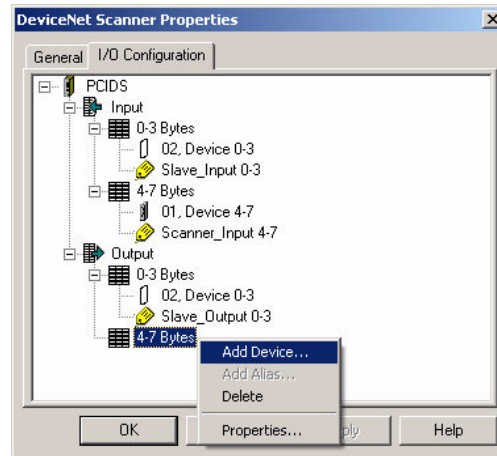 DeviceNet Scanner Properties
General
I/O Configuration
PCIDS
Input
0-3 Bytes
02, Device 0-3
Slave_Input 0-3
4-7 Bytes
01, Device 4-7
Scanner_Input 4-7
Output
0-3 Bytes
02, Device 0-3
Slave_Output 0-3
4-7 Bytes
Add Device...
Add Alias...
Delete
Properties...
OK
ply
Help